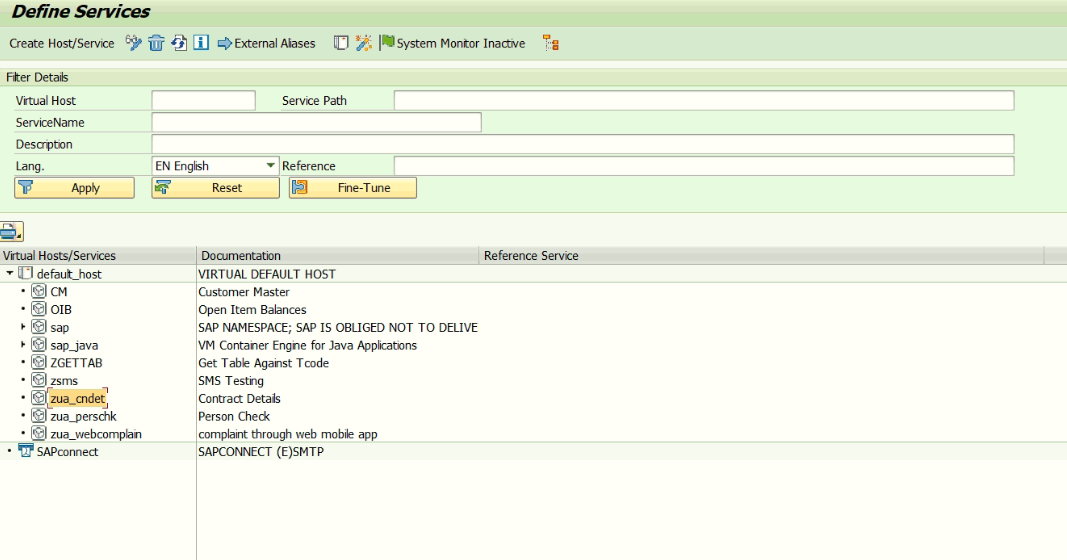 Define Services
Create Host/Service External Aliases System Monitor Inactive
Filter Details
Virtual Host Service Path
ServiceName
Description
Lang. EN English Reference
Apply Reset Fine-Tune
Virtual Hosts/Services Documentation Reference Service
default_host VIRTUAL DEFAULT HOST
CM Customer Master
OIB Open Item Balances
sap SAP NAMESPACE; SAP IS OBLIGED NOT TO DELIVE
sap_java VM Container Engine for Java Applications
ZGETTAB Get Table Against Tcode
zsms SMS Testing
zua_cndet Contract Details
zua_perschk Person Check
zua_webcomplain complaint through web mobile app
SAPconnect SAPCONNECT (E)SMTP